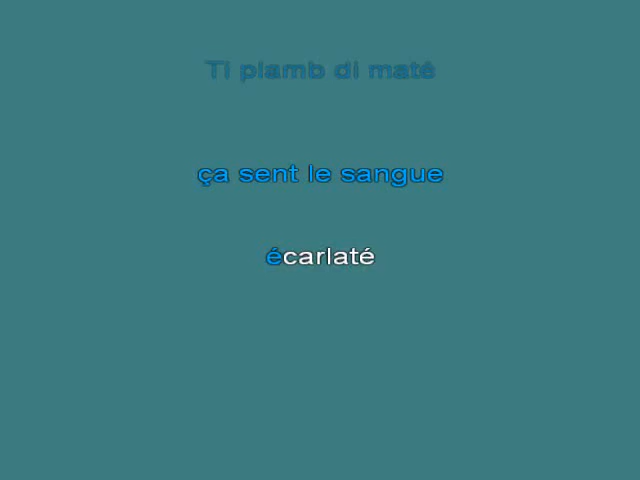 Ti plamb di maté
ça sent le sangue
écarlaté